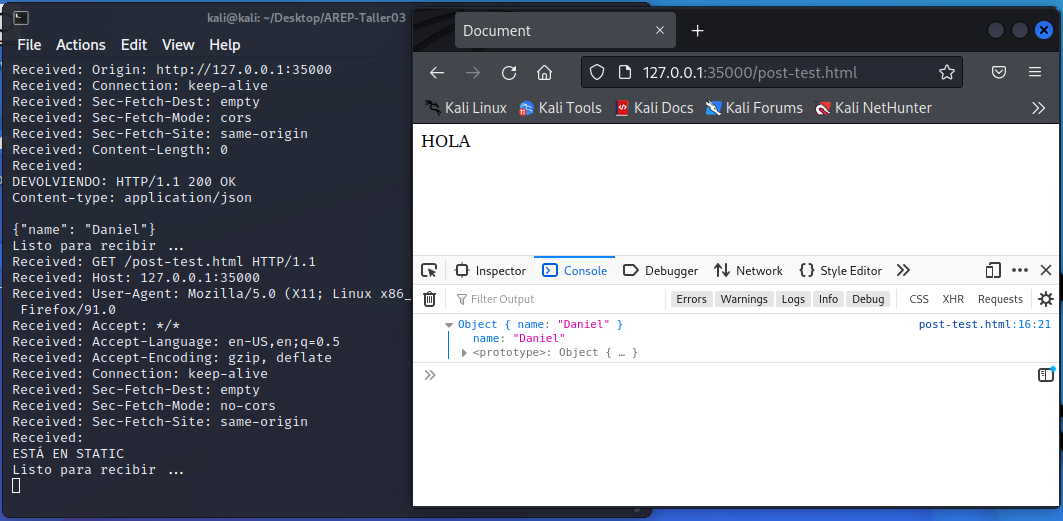 kali@kali: ~/Desktop/AREP-Taller03
File Actions Edit View Help
Received: Origin: http://127.0.0.1:35000
Received: Connection: keep-alive
Received: Sec-Fetch-Dest: empty
Received: Sec-Fetch-Mode: cors
Received: Sec-Fetch-Site: same-origin
Received: Content-Length: 0
Received:
DEVOLVIENDO: HTTP/1.1 200 OK
Content-type: application/json
{"name": "Daniel"}
Listo para recibir ...
Received: GET /post-test.html HTTP/1.1
Received: Host: 127.0.0.1:35000
Received: User-Agent: Mozilla/5.0 (X11; Linux x86_
Firefox/91.0
Received: Accept: */*
Received: Accept-Language: en-US,en;q=0.5
Received: Accept-Encoding: gzip, deflate
Received: Connection: keep-alive
Received: Sec-Fetch-Dest: empty
Received: Sec-Fetch-Mode: no-cors
Received: Sec-Fetch-Site: same-origin
Received:
ESTÁ EN STATIC
Listo para recibir ...
Document
127.0.0.1:35000/post-test.html
Kali Linux Kali Tools Kali Docs Kali Forums Kali NetHunter
HOLA
Inspector Console Debugger Network Style Editor
Filter Output Errors Warnings Logs Info Debug CSS XHR Requests
Object { name: "Daniel" } post-test.html:16:21
name: "Daniel"
<prototype>: Object { … }